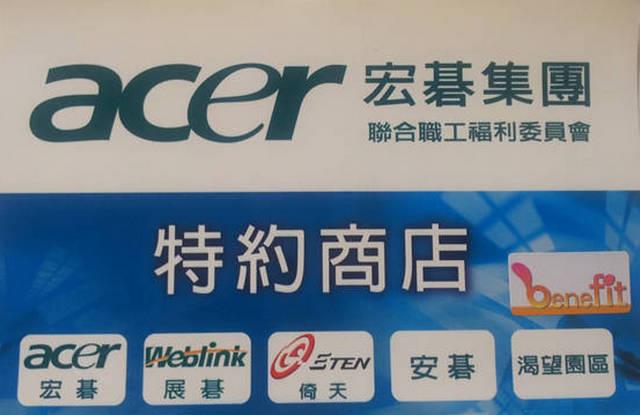 acer 宏碁集團
聯合職工福利委員會
特約商店
benefit
acer Weblink ETEN 安碁 渴望園區
宏碁 展碁 倚天